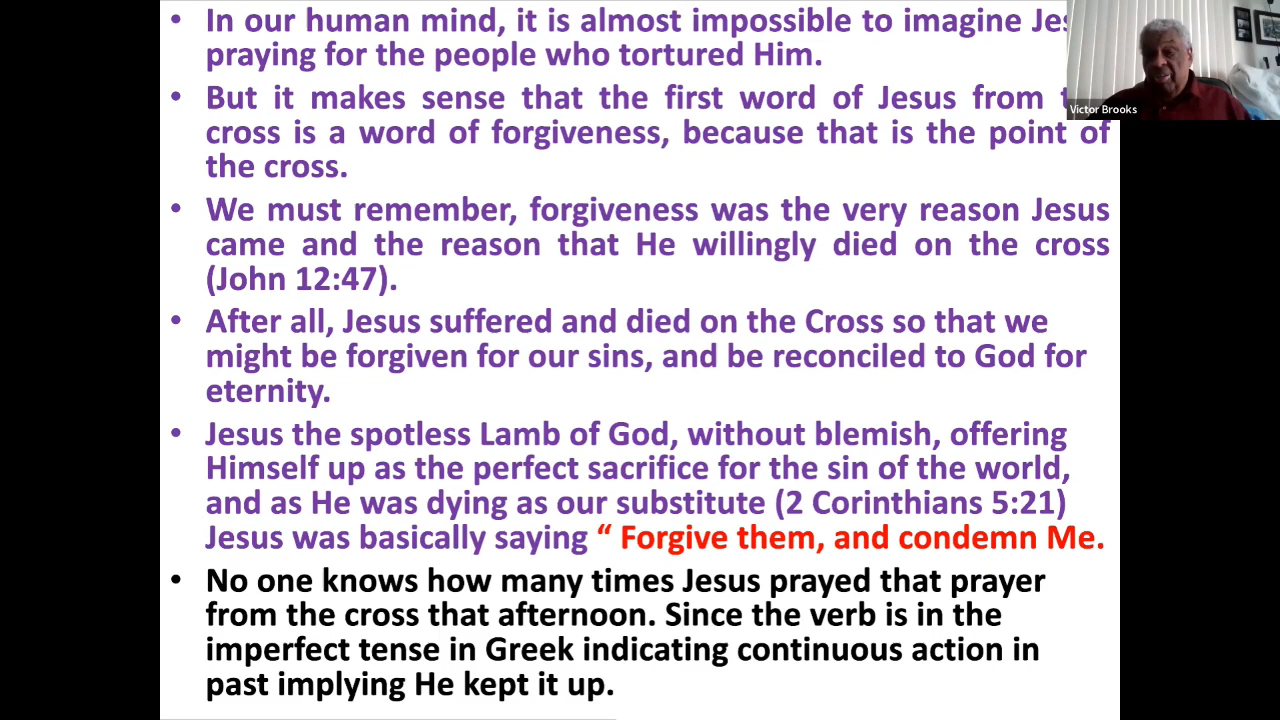 • In our human mind, it is almost impossible to imagine
praying for the people who tortured Him.
• But it makes sense that the first word of Jesus from
cross is a word of forgiveness, because that is the point of
the cross.
• We must remember, forgiveness was the very reason Jesus
came and the reason that He willingly died on the cross
(John 12:47).
• After all, Jesus suffered and died on the Cross so that we
might be forgiven for our sins, and be reconciled to God for
eternity.
• Jesus the spotless Lamb of God, without blemish, offering
Himself up as the perfect sacrifice for the sin of the world,
and as He was dying as our substitute (2 Corinthians 5:21)
Jesus was basically saying “ Forgive them, and condemn Me.
• No one knows how many times Jesus prayed that prayer
from the cross that afternoon. Since the verb is in the
imperfect tense in Greek indicating continuous action in
past implying He kept it up.
Victor Brooks